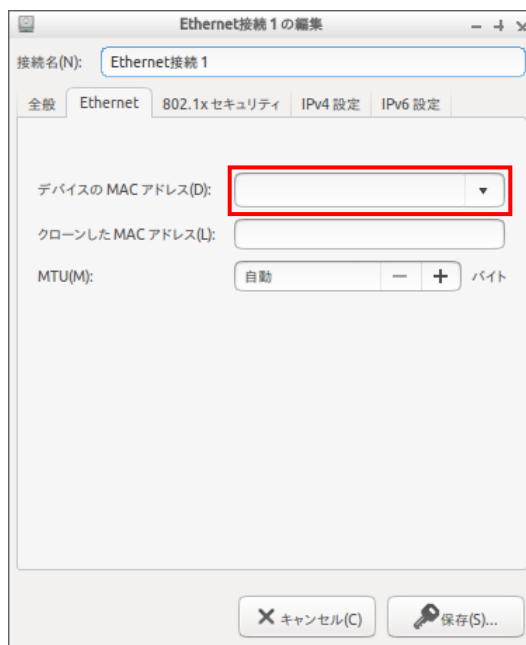 Ethernet接続 1 の編集
接続名(N): Ethernet接続 1
全般 Ethernet 802.1x セキュリティ IPv4 設定 IPv6 設定
デバイスの MAC アドレス(D):
クローンした MAC アドレス(L):
MTU(M): 自動 バイト
キャンセル(C) 保存(S)...